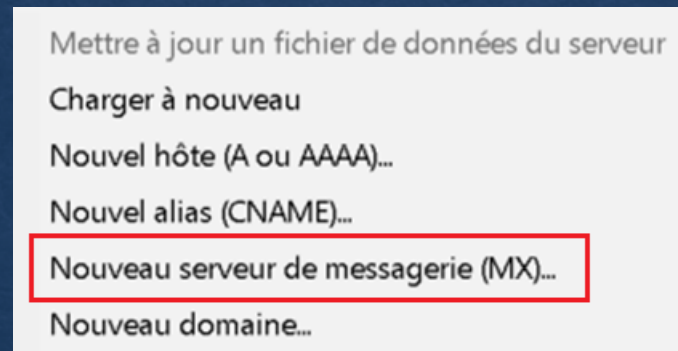 Mettre à jour un fichier de données du serveur
Charger à nouveau
Nouvel hôte (A ou AAAA)...
Nouvel alias (CNAME)...
Nouveau serveur de messagerie (MX)...
Nouveau domaine...